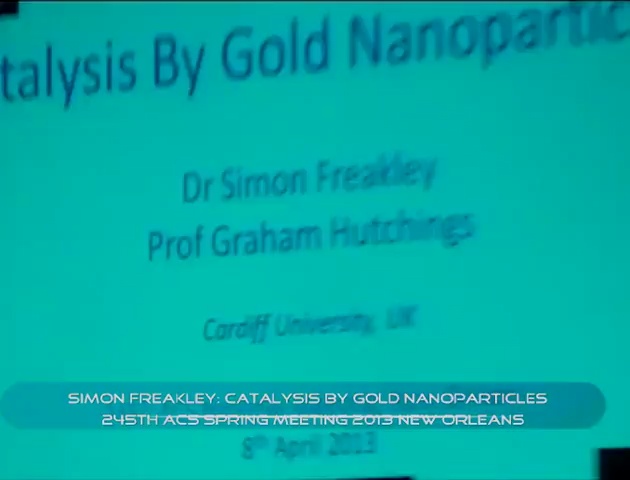 talysis By Gold Nanopartic
Dr Simon Freakley
Prof Graham Hutchings
Cardiff University, UK
SIMON FREAKLEY: CATALYSIS BY GOLD NANOPARTICLES
245TH ACS SPRING MEETING 2013 NEW ORLEANS
8th April 2013